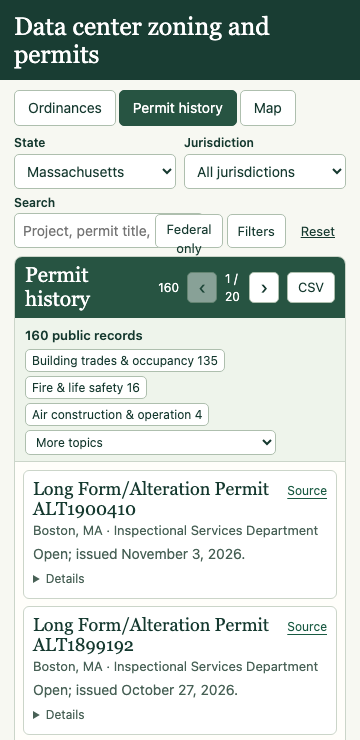 Data center zoning and
permits
Ordinances
Permit history
Map
State
Jurisdiction
Massachusetts
All jurisdictions
Search
Project, permit title,
Federal
only
Filters
Reset
Permit
history
160
‹
1 /
20
›
CSV
160 public records
Building trades & occupancy 135
Fire & life safety 16
Air construction & operation 4
More topics
Long Form/Alteration Permit
ALT1900410
Source
Boston, MA · Inspectional Services Department
Open; issued November 3, 2026.
Details
Long Form/Alteration Permit
ALT1899192
Source
Boston, MA · Inspectional Services Department
Open; issued October 27, 2026.
Details